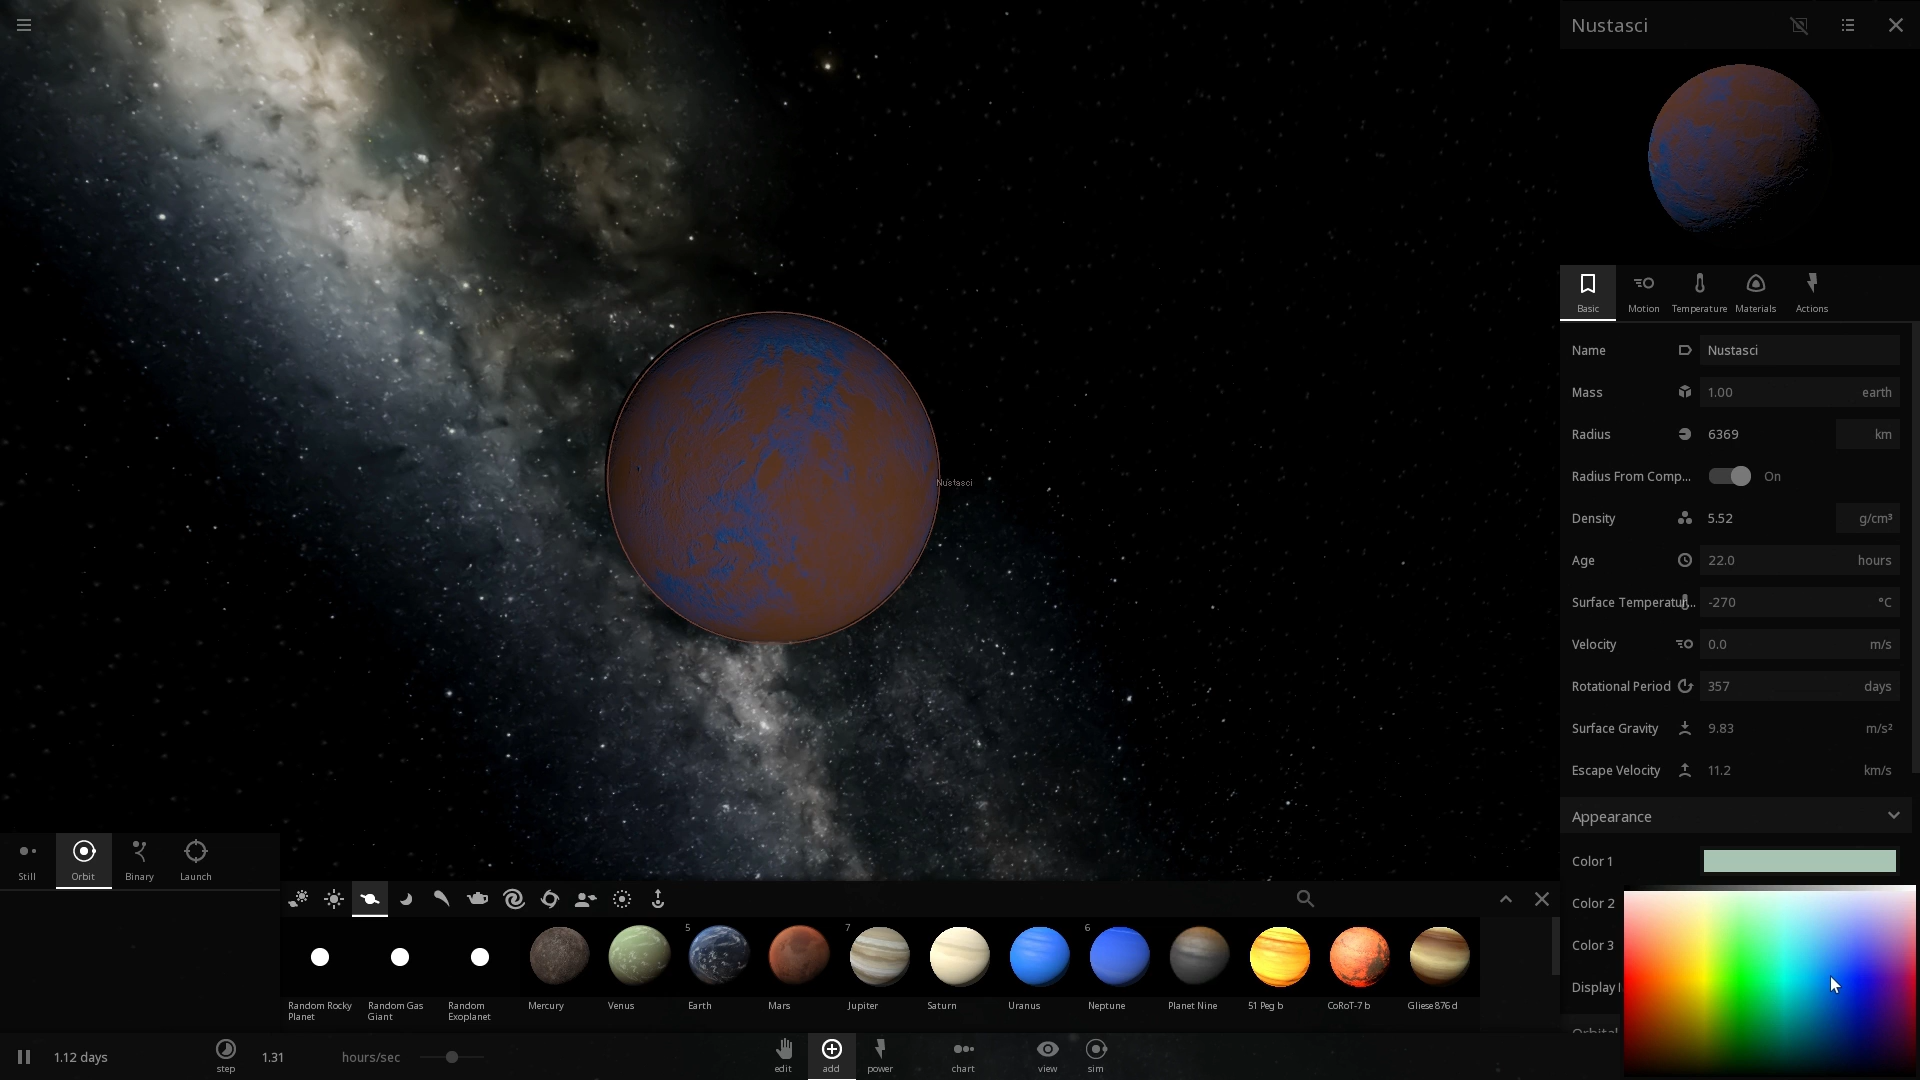 Nustasci
Basic
Motion
Temperature
Materials
Actions
Name
Nustasci
Mass
1.00
earth
Radius
6369
km
Radius From Comp...
On
Density
5.52
g/cm³
Age
22.0
hours
Surface Temperatur...
-270
°C
Velocity
0.0
m/s
Rotational Period
357
days
Surface Gravity
9.83
m/s²
Escape Velocity
11.2
km/s
Appearance
Color 1
Color 2
Color 3
Display
Orbital
Nustasci
Still
Orbit
Binary
Launch
5
7
6
Random Rocky
Planet
Random Gas
Giant
Random
Exoplanet
Mercury
Venus
Earth
Mars
Jupiter
Saturn
Uranus
Neptune
Planet Nine
51 Peg b
CoRoT-7 b
Gliese 876 d
1.12 days
step
1.31
hours/sec
edit
add
power
chart
view
sim